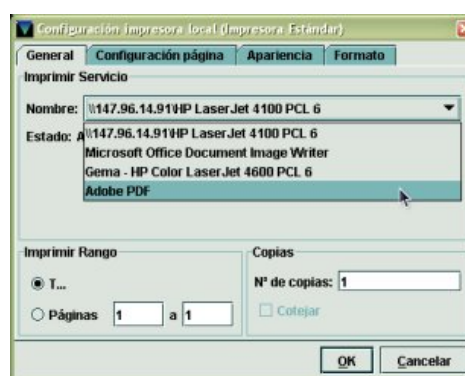 Configuración impresora local (Impresora Estándar)
General Configuración página Apariencia Formato
Imprimir Servicio
Nombre: \\147.96.14.91\HP LaserJet 4100 PCL 6
Estado: A
\\147.96.14.91\HP LaserJet 4100 PCL 6
Microsoft Office Document Image Writer
Gema - HP Color LaserJet 4600 PCL 6
Adobe PDF
Imprimir Rango
T...
Páginas 1 a 1
Copias
Nº de copias: 1
Cotejar
OK Cancelar